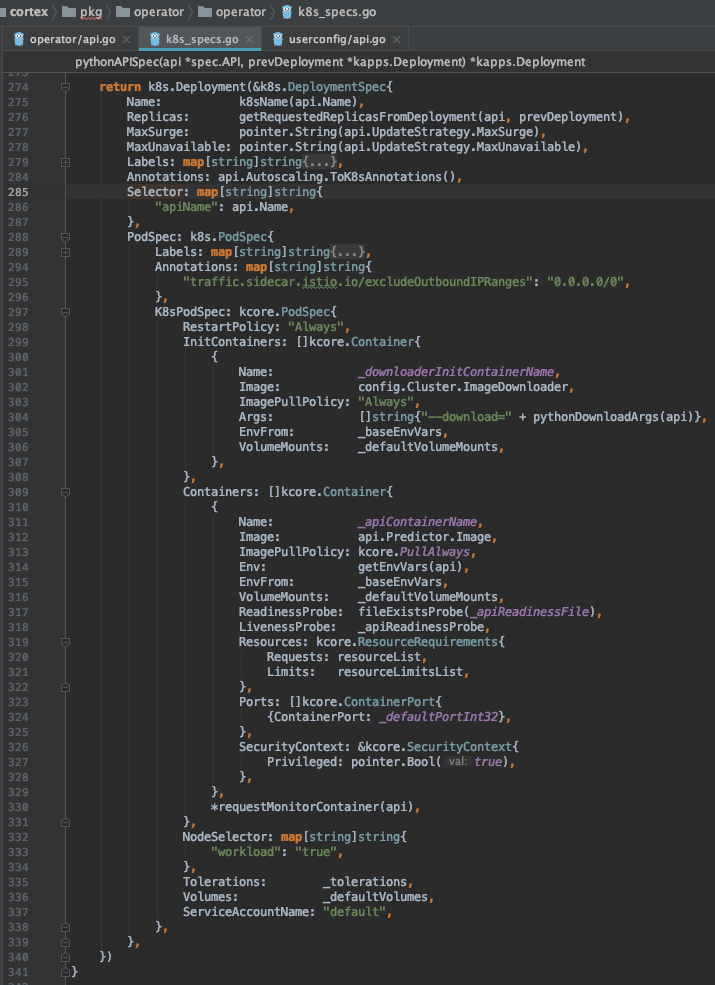 cortex pkg operator operator k8s_specs.go
operator/api.go k8s_specs.go userconfig/api.go
pythonAPISpec(api *spec.API, prevDeployment *kapps.Deployment) *kapps.Deployment
274 return k8s.Deployment(&k8s.DeploymentSpec{
275 Name: k8sName(api.Name),
276 Replicas: getRequestedReplicasFromDeployment(api, prevDeployment),
277 MaxSurge: pointer.String(api.UpdateStrategy.MaxSurge),
278 MaxUnavailable: pointer.String(api.UpdateStrategy.MaxUnavailable),
279 Labels: map[string]string{...},
284 Annotations: api.Autoscaling.ToK8sAnnotations(),
285 Selector: map[string]string{
286 "apiName": api.Name,
287 },
288 PodSpec: k8s.PodSpec{
289 Labels: map[string]string{...},
294 Annotations: map[string]string{
295 "traffic.sidecar.istio.io/excludeOutboundIPRanges": "0.0.0.0/0",
296 },
297 K8sPodSpec: kcore.PodSpec{
298 RestartPolicy: "Always",
299 InitContainers: []kcore.Container{
300 {
301 Name: _downloaderInitContainerName,
302 Image: config.Cluster.ImageDownloader,
303 ImagePullPolicy: "Always",
304 Args: []string{"--download=" + pythonDownloadArgs(api)},
305 EnvFrom: _baseEnvVars,
306 VolumeMounts: _defaultVolumeMounts,
307 },
308 },
309 Containers: []kcore.Container{
310 {
311 Name: _apiContainerName,
312 Image: api.Predictor.Image,
313 ImagePullPolicy: kcore.PullAlways,
314 Env: getEnvVars(api),
315 EnvFrom: _baseEnvVars,
316 VolumeMounts: _defaultVolumeMounts,
317 ReadinessProbe: fileExistsProbe(_apiReadinessFile),
318 LivenessProbe: _apiReadinessProbe,
319 Resources: kcore.ResourceRequirements{
320 Requests: resourceList,
321 Limits: resourceLimitsList,
322 },
323 Ports: []kcore.ContainerPort{
324 {ContainerPort: _defaultPortInt32},
325 },
326 SecurityContext: &kcore.SecurityContext{
327 Privileged: pointer.Bool( val: true),
328 },
329 },
330 *requestMonitorContainer(api),
331 },
332 NodeSelector: map[string]string{
333 "workload": "true",
334 },
335 Tolerations: _tolerations,
336 Volumes: _defaultVolumes,
337 ServiceAccountName: "default",
338 },
339 },
340 })
341 }